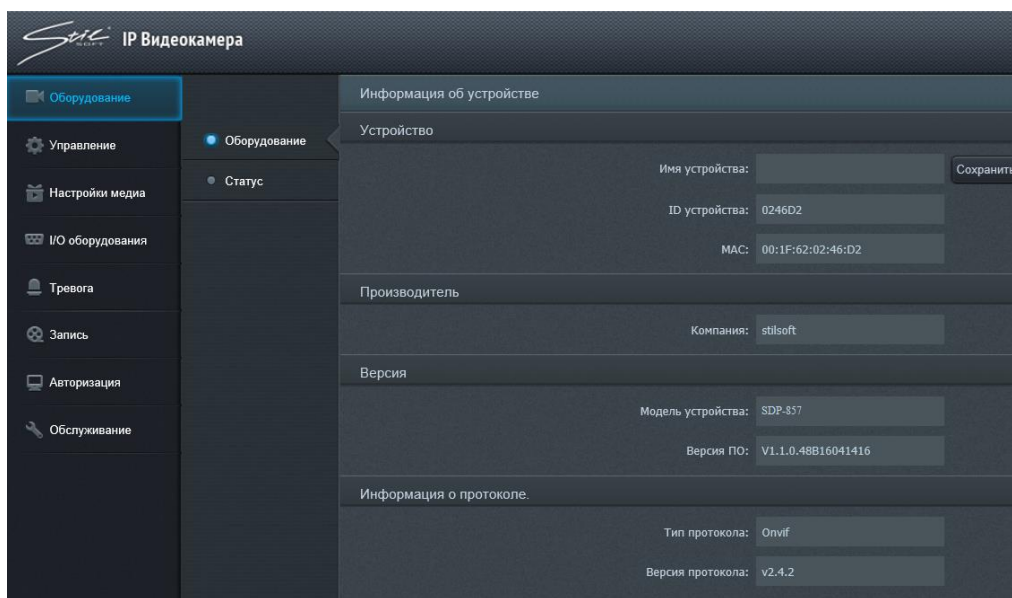 Stil SOFT IP Видеокамера
Оборудование
Управление
Настройки медиа
I/O оборудования
Тревога
Запись
Авторизация
Обслуживание
Оборудование
Статус
Информация об устройстве
Устройство
Имя устройства: Сохранить
ID устройства: 0246D2
MAC: 00:1F:62:02:46:D2
Производитель
Компания: stilsoft
Версия
Модель устройства: SDP-857
Версия ПО: V1.1.0.48B16041416
Информация о протоколе.
Тип протокола: Onvif
Версия протокола: v2.4.2